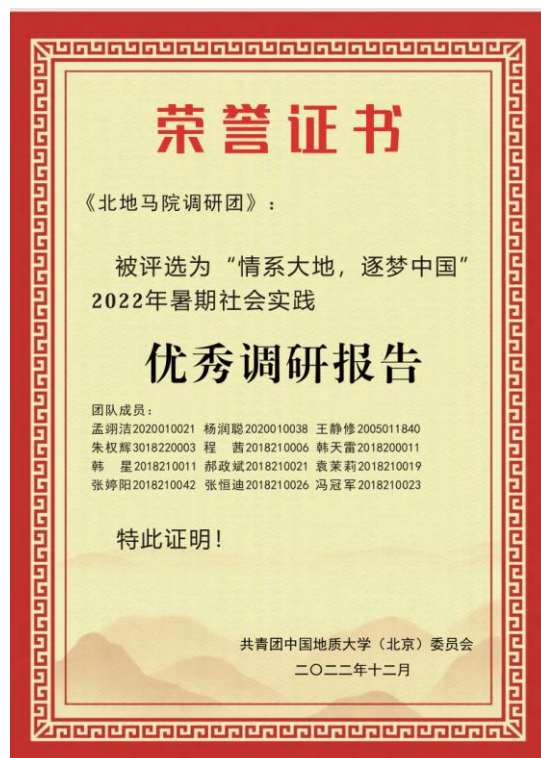 荣誉证书
《北地马院调研团》：
被评选为“情系大地，逐梦中国”
2022年暑期社会实践
优秀调研报告
团队成员：
孟翊洁2020010021 杨润聪2020010038 王静修2005011840
朱权辉3018220003 程 茜2018210006 韩天雷2018200011
韩 星2018210011 郝政斌2018210021 袁茉莉2018210019
张婷阳2018210042 张恒迪2018210026 冯冠军2018210023
特此证明！
共青团中国地质大学（北京）委员会
二〇二二年十二月